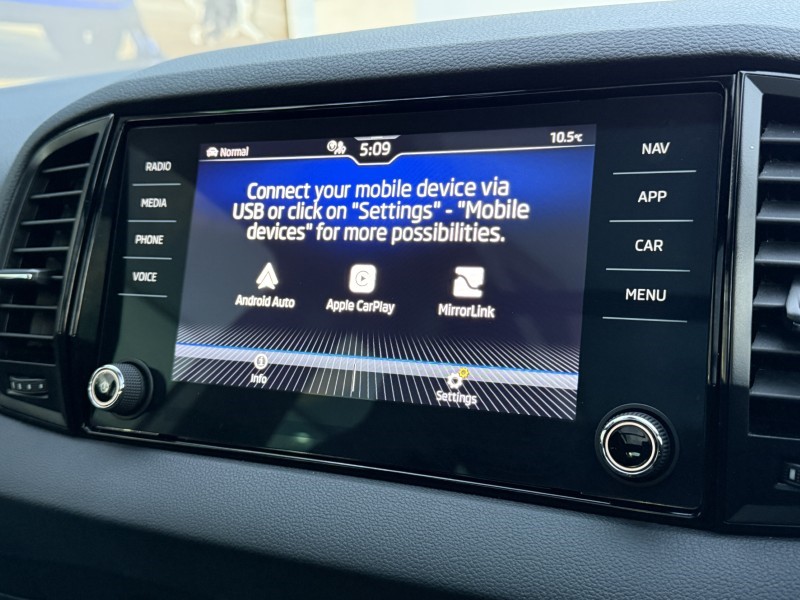 RADIO
MEDIA
PHONE
VOICE
Normal
5:09
10.5°C
Connect your mobile device via
USB or click on "Settings" - "Mobile
devices" for more possibilities.
Android Auto
Apple CarPlay
MirrorLink
Info
Settings
NAV
APP
CAR
MENU